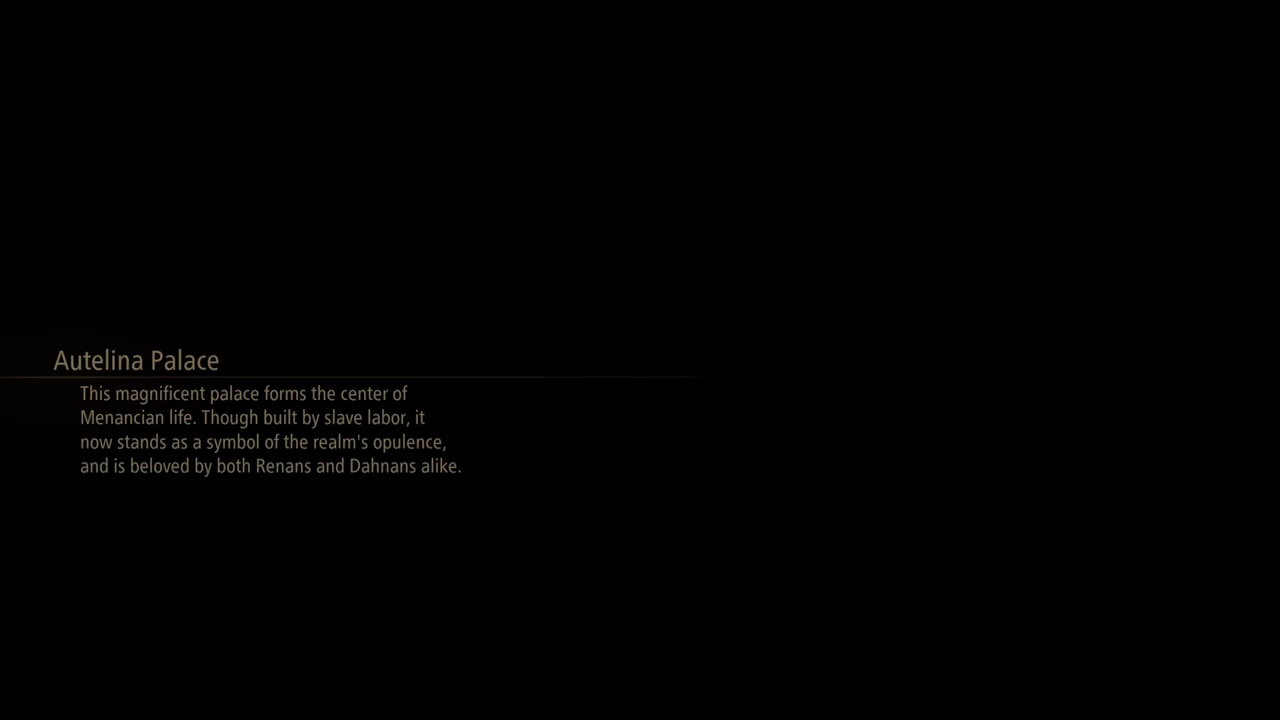 Autelina Palace
This magnificent palace forms the center of
Menancian life. Though built by slave labor, it
now stands as a symbol of the realm's opulence,
and is beloved by both Renans and Dahnans alike.